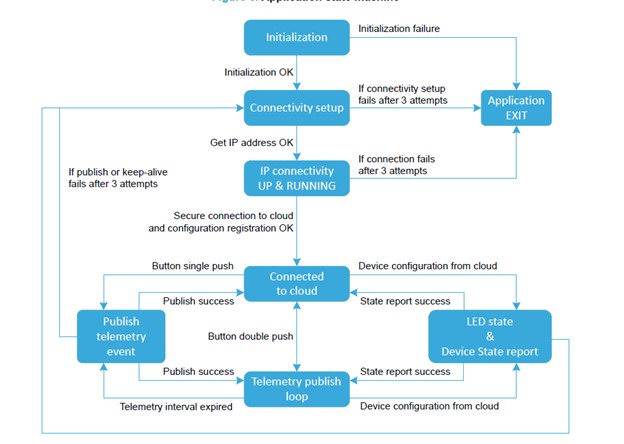 Initialization
Initialization failure
Initialization OK
If connectivity setup
fails after 3 attempts
Connectivity setup
Application
EXIT
Get IP address OK
If publish or keep-alive
fails after 3 attempts
IP connectivity
UP & RUNNING
If connection fails
after 3 attempts
Secure connection to cloud
and configuration registration OK
Button single push
Connected
to cloud
Device configuration from cloud
Publish success
State report success
Publish
telemetry
event
Button double push
LED state
&
Device State report
Publish success
State report success
Telemetry publish
loop
Telemetry interval expired
Device configuration from cloud